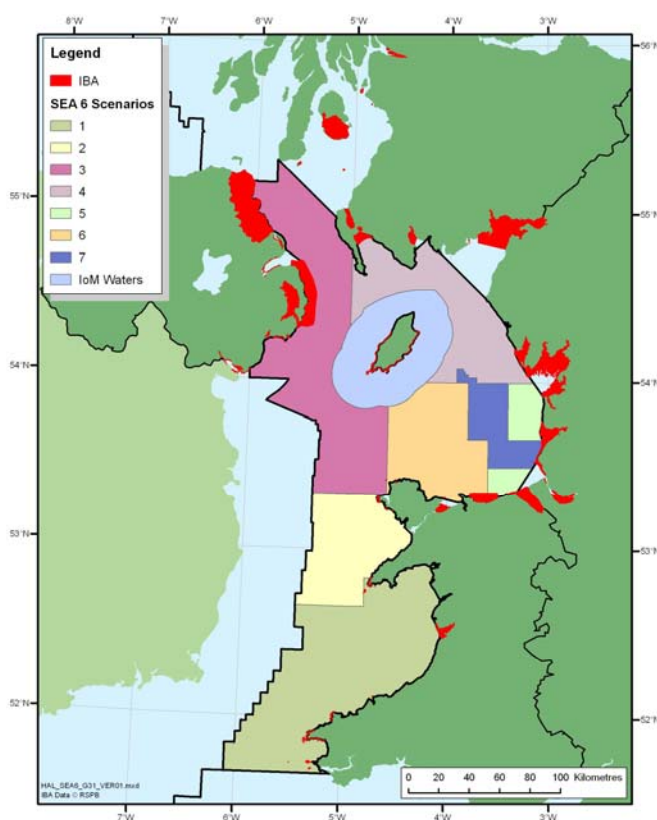 8°W 7°W 6°W 5°W 4°W 3°W
56°N
55°N 55°N
54°N 54°N
53°N 53°N
52°N 52°N
7°W 6°W 5°W 4°W 3°W
Legend
IBA
SEA 6 Scenarios
1
2
3
4
5
6
7
IoM Waters
HAL_SEA6_G31_VER01.mxd
IBA Data © RSPB
0 20 40 60 80 100 Kilometres